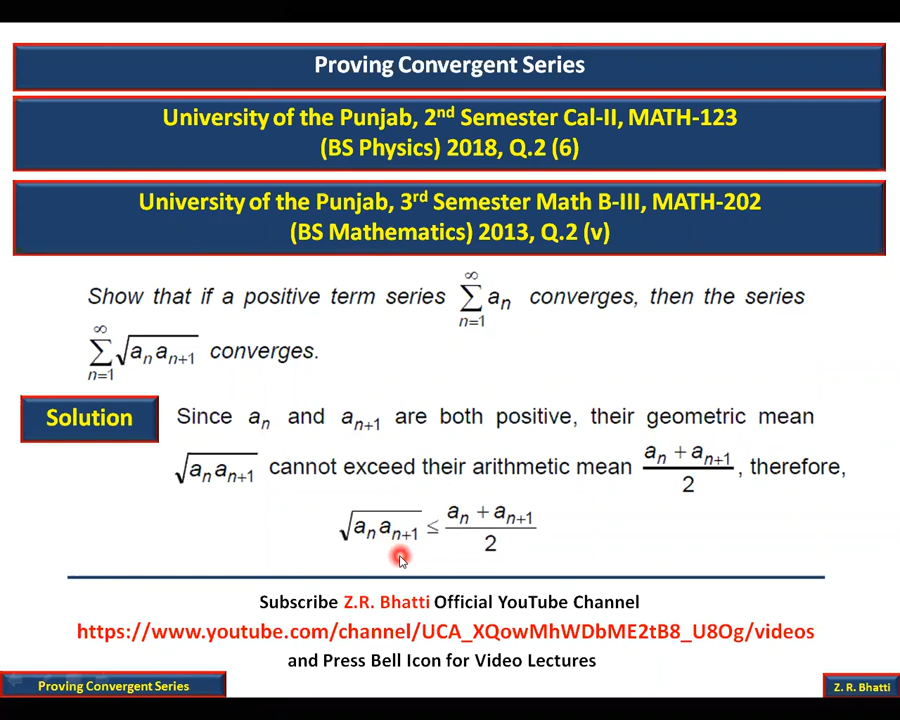 Proving Convergent Series
University of the Punjab, 2nd Semester Cal-II, MATH-123
(BS Physics) 2018, Q.2 (6)
University of the Punjab, 3rd Semester Math B-III, MATH-202
(BS Mathematics) 2013, Q.2 (v)
Show that if a positive term series ∑_{n=1}^{∞} a_n converges, then the series
∑_{n=1}^{∞} √(a_n a_{n+1}) converges.
Solution Since a_n and a_{n+1} are both positive, their geometric mean
√(a_n a_{n+1}) cannot exceed their arithmetic mean (a_n + a_{n+1})/2, therefore,
√(a_n a_{n+1}) ≤ (a_n + a_{n+1})/2
Subscribe Z.R. Bhatti Official YouTube Channel
https://www.youtube.com/channel/UCA_XQowMhWDbME2tB8_U8Og/videos
and Press Bell Icon for Video Lectures
Proving Convergent Series
Z. R. Bhatti